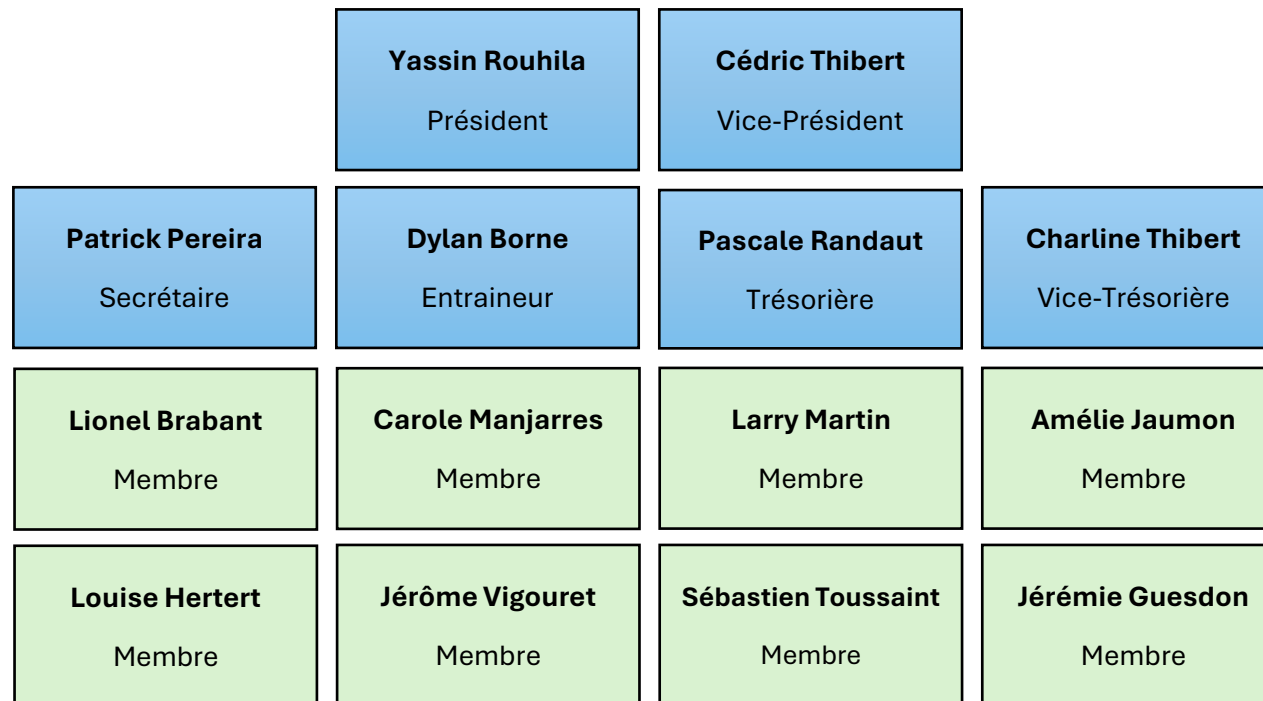 Yassin Rouhila
Président
Cédric Thibert
Vice-Président
Patrick Pereira
Secrétaire
Dylan Borne
Entraineur
Pascale Randaut
Trésorière
Charline Thibert
Vice-Trésorière
Lionel Brabant
Membre
Carole Manjarres
Membre
Larry Martin
Membre
Amélie Jaumon
Membre
Louise Hertert
Membre
Jérôme Vigouret
Membre
Sébastien Toussaint
Membre
Jérémie Guesdon
Membre